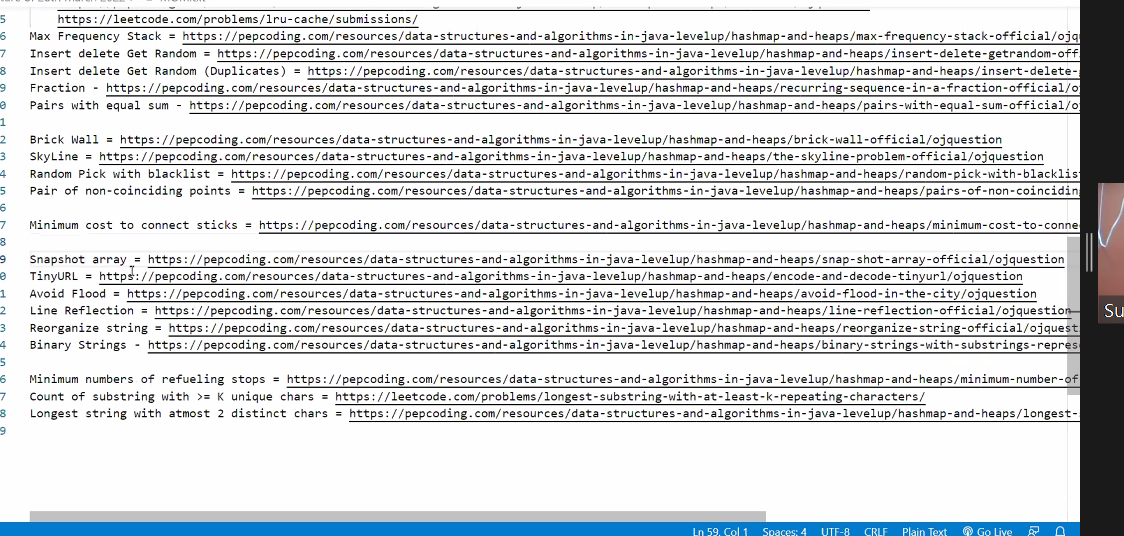 5 https://leetcode.com/problems/lru-cache/submissions/
6 Max Frequency Stack = https://pepcoding.com/resources/data-structures-and-algorithms-in-java-levelup/hashmap-and-heaps/max-frequency-stack-official/ojqu
7 Insert delete Get Random = https://pepcoding.com/resources/data-structures-and-algorithms-in-java-levelup/hashmap-and-heaps/insert-delete-getrandom-off
8 Insert delete Get Random (Duplicates) = https://pepcoding.com/resources/data-structures-and-algorithms-in-java-levelup/hashmap-and-heaps/insert-delete-
9 Fraction - https://pepcoding.com/resources/data-structures-and-algorithms-in-java-levelup/hashmap-and-heaps/recurring-sequence-in-a-fraction-official/o
0 Pairs with equal sum - https://pepcoding.com/resources/data-structures-and-algorithms-in-java-levelup/hashmap-and-heaps/pairs-with-equal-sum-official/o
1
2 Brick Wall = https://pepcoding.com/resources/data-structures-and-algorithms-in-java-levelup/hashmap-and-heaps/brick-wall-official/ojquestion
3 SkyLine = https://pepcoding.com/resources/data-structures-and-algorithms-in-java-levelup/hashmap-and-heaps/the-skyline-problem-official/ojquestion
4 Random Pick with blacklist = https://pepcoding.com/resources/data-structures-and-algorithms-in-java-levelup/hashmap-and-heaps/random-pick-with-blacklis
5 Pair of non-coinciding points = https://pepcoding.com/resources/data-structures-and-algorithms-in-java-levelup/hashmap-and-heaps/pairs-of-non-coinciding
6
7 Minimum cost to connect sticks = https://pepcoding.com/resources/data-structures-and-algorithms-in-java-levelup/hashmap-and-heaps/minimum-cost-to-conne
8
9 Snapshot array = https://pepcoding.com/resources/data-structures-and-algorithms-in-java-levelup/hashmap-and-heaps/snap-shot-array-official/ojquestion
0 TinyURL = https://pepcoding.com/resources/data-structures-and-algorithms-in-java-levelup/hashmap-and-heaps/encode-and-decode-tinyurl/ojquestion
1 Avoid Flood = https://pepcoding.com/resources/data-structures-and-algorithms-in-java-levelup/hashmap-and-heaps/avoid-flood-in-the-city/ojquestion
2 Line Reflection = https://pepcoding.com/resources/data-structures-and-algorithms-in-java-levelup/hashmap-and-heaps/line-reflection-official/ojquestion
3 Reorganize string = https://pepcoding.com/resources/data-structures-and-algorithms-in-java-levelup/hashmap-and-heaps/reorganize-string-official/ojquest
4 Binary Strings - https://pepcoding.com/resources/data-structures-and-algorithms-in-java-levelup/hashmap-and-heaps/binary-strings-with-substrings-repres
5
6 Minimum numbers of refueling stops = https://pepcoding.com/resources/data-structures-and-algorithms-in-java-levelup/hashmap-and-heaps/minimum-number-of
7 Count of substring with >= K unique chars = https://leetcode.com/problems/longest-substring-with-at-least-k-repeating-characters/
8 Longest string with atmost 2 distinct chars = https://pepcoding.com/resources/data-structures-and-algorithms-in-java-levelup/hashmap-and-heaps/longest-
9
Su
Ln 59, Col 1 Spaces: 4 UTF-8 CRLF Plain Text Go Live